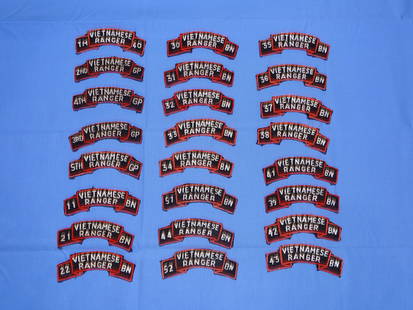 VIETNAMESE
1H RANGER 40
VIETNAMESE
2ND RANGER GP
VIETNAMESE
4TH RANGER GP
VIETNAMESE
3RD RANGER GP
VIETNAMESE
5TH RANGER GP
VIETNAMESE
11 RANGER BN
VIETNAMESE
21 RANGER BN
VIETNAMESE
22 RANGER BN
VIETNAMESE
30 RANGER BN
VIETNAMESE
31 RANGER BN
VIETNAMESE
32 RANGER BN
VIETNAMESE
33 RANGER BN
VIETNAMESE
34 RANGER BN
VIETNAMESE
51 RANGER BN
VIETNAMESE
44 RANGER BN
VIETNAMESE
52 RANGER BN
VIETNAMESE
35 RANGER BN
VIETNAMESE
36 RANGER BN
VIETNAMESE
37 RANGER BN
VIETNAMESE
38 RANGER BN
VIETNAMESE
41 RANGER BN
VIETNAMESE
39 RANGER BN
VIETNAMESE
42 RANGER BN
VIETNAMESE
43 RANGER BN